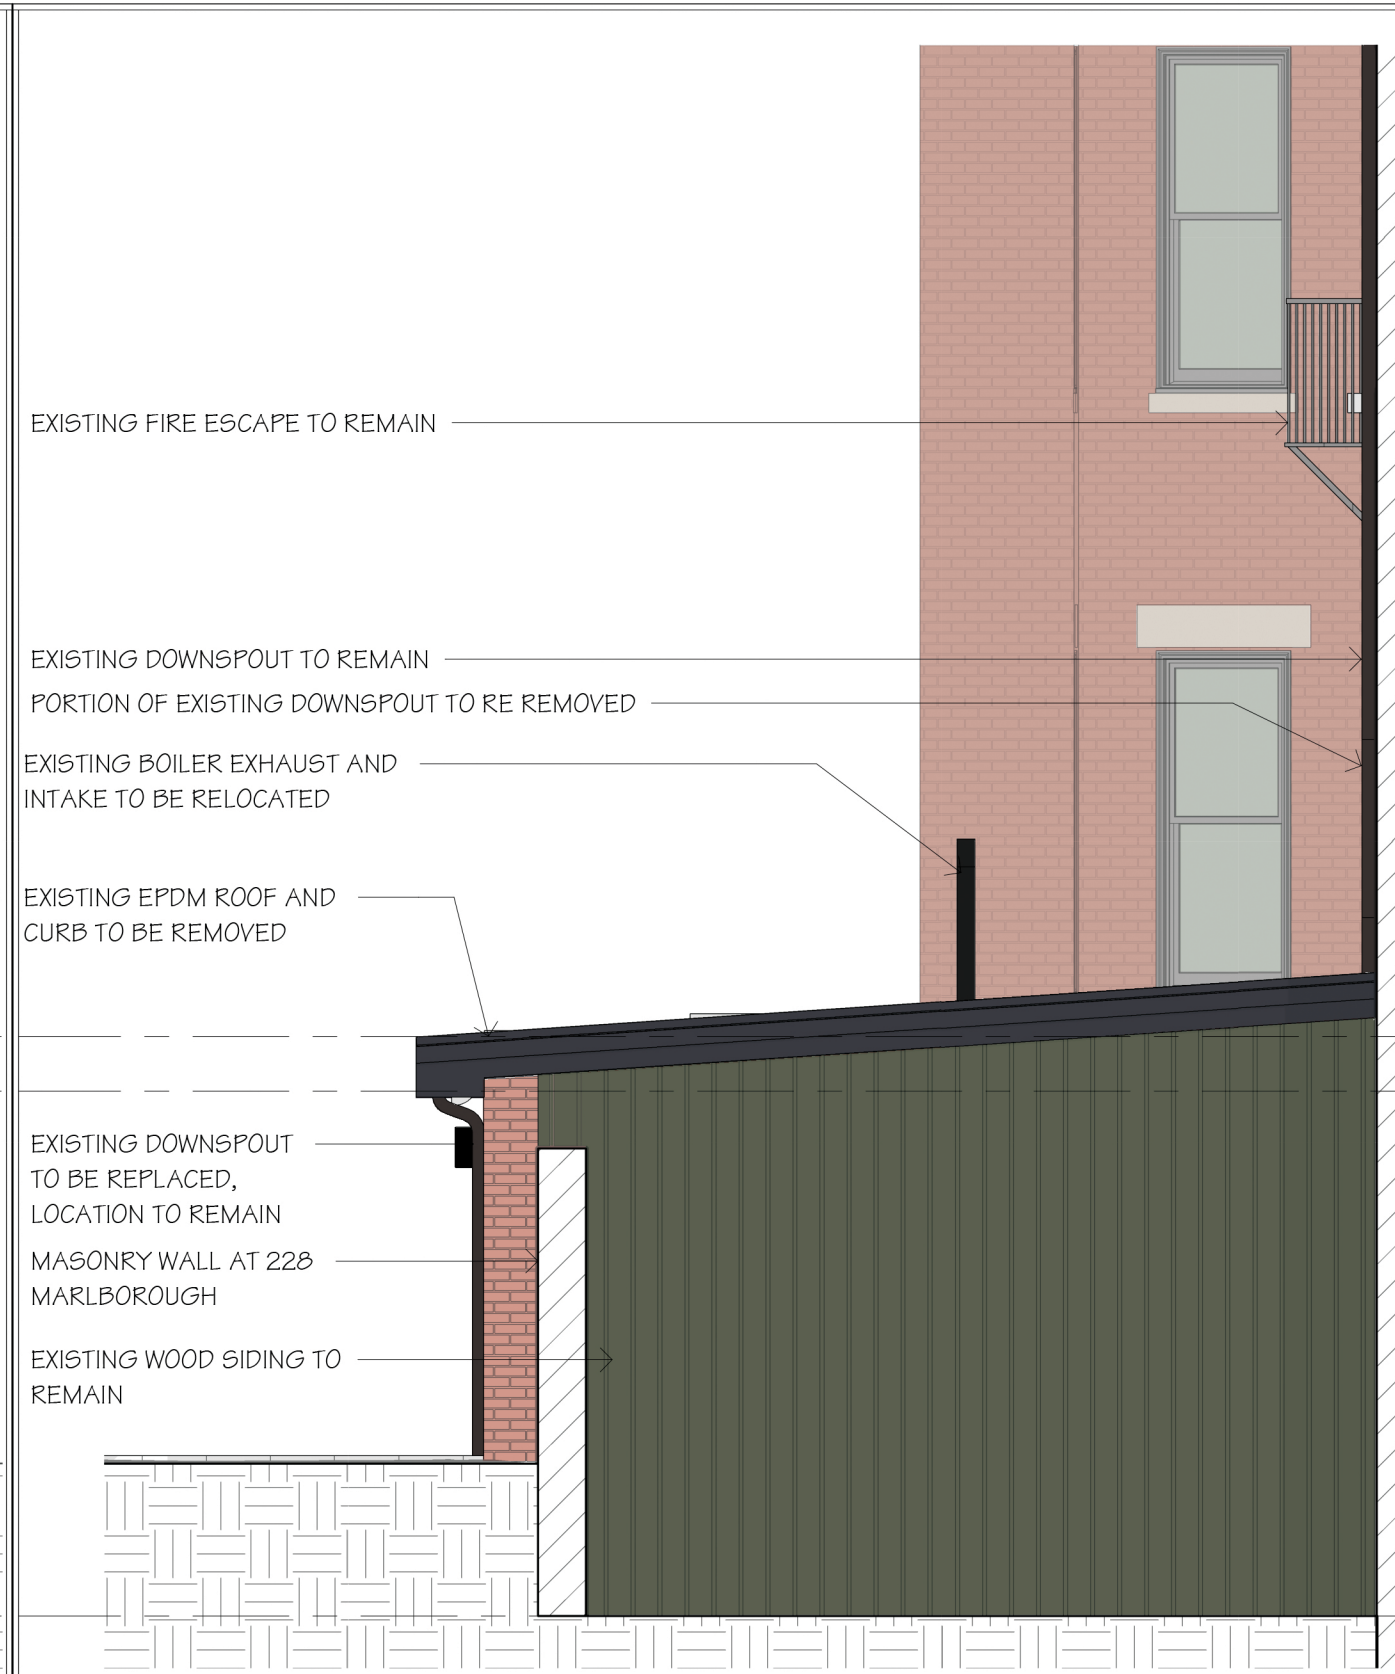 EXISTING FIRE ESCAPE TO REMAIN
EXISTING DOWNSPOUT TO REMAIN
PORTION OF EXISTING DOWNSPOUT TO RE REMOVED
EXISTING BOILER EXHAUST AND
INTAKE TO BE RELOCATED
EXISTING EPDM ROOF AND
CURB TO BE REMOVED
EXISTING DOWNSPOUT
TO BE REPLACED,
LOCATION TO REMAIN
MASONRY WALL AT 228
MARLBOROUGH
EXISTING WOOD SIDING TO
REMAIN